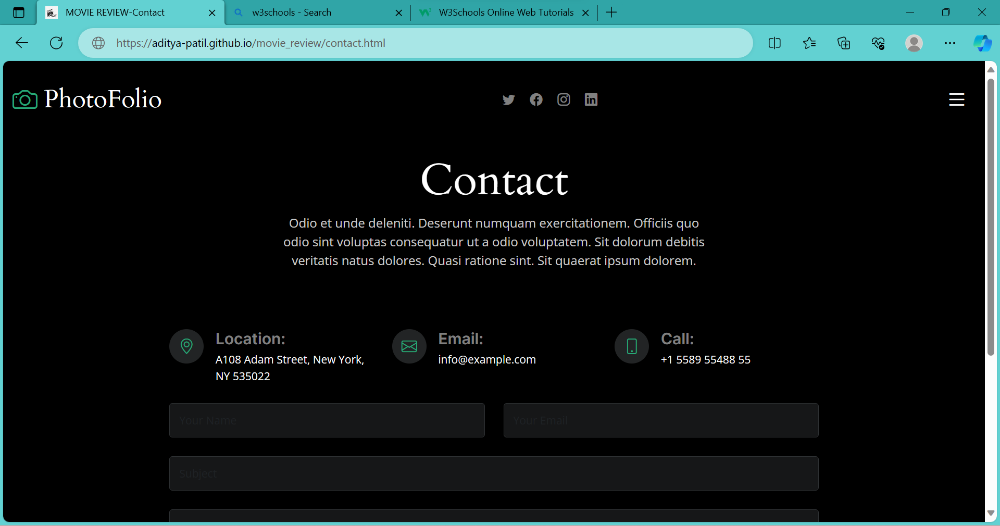 MOVIE REVIEW-Contact
w3schools - Search
W3Schools Online Web Tutorials
https://aditya-patil.github.io/movie_review/contact.html
PhotoFolio
Contact
Odio et unde deleniti. Deserunt numquam exercitationem. Officiis quo
odio sint voluptas consequatur ut a odio voluptatem. Sit dolorum debitis
veritatis natus dolores. Quasi ratione sint. Sit quaerat ipsum dolorem.
Location:
A108 Adam Street, New York,
NY 535022
Email:
info@example.com
Call:
+1 5589 55488 55
Your Name
Your Email
Subject